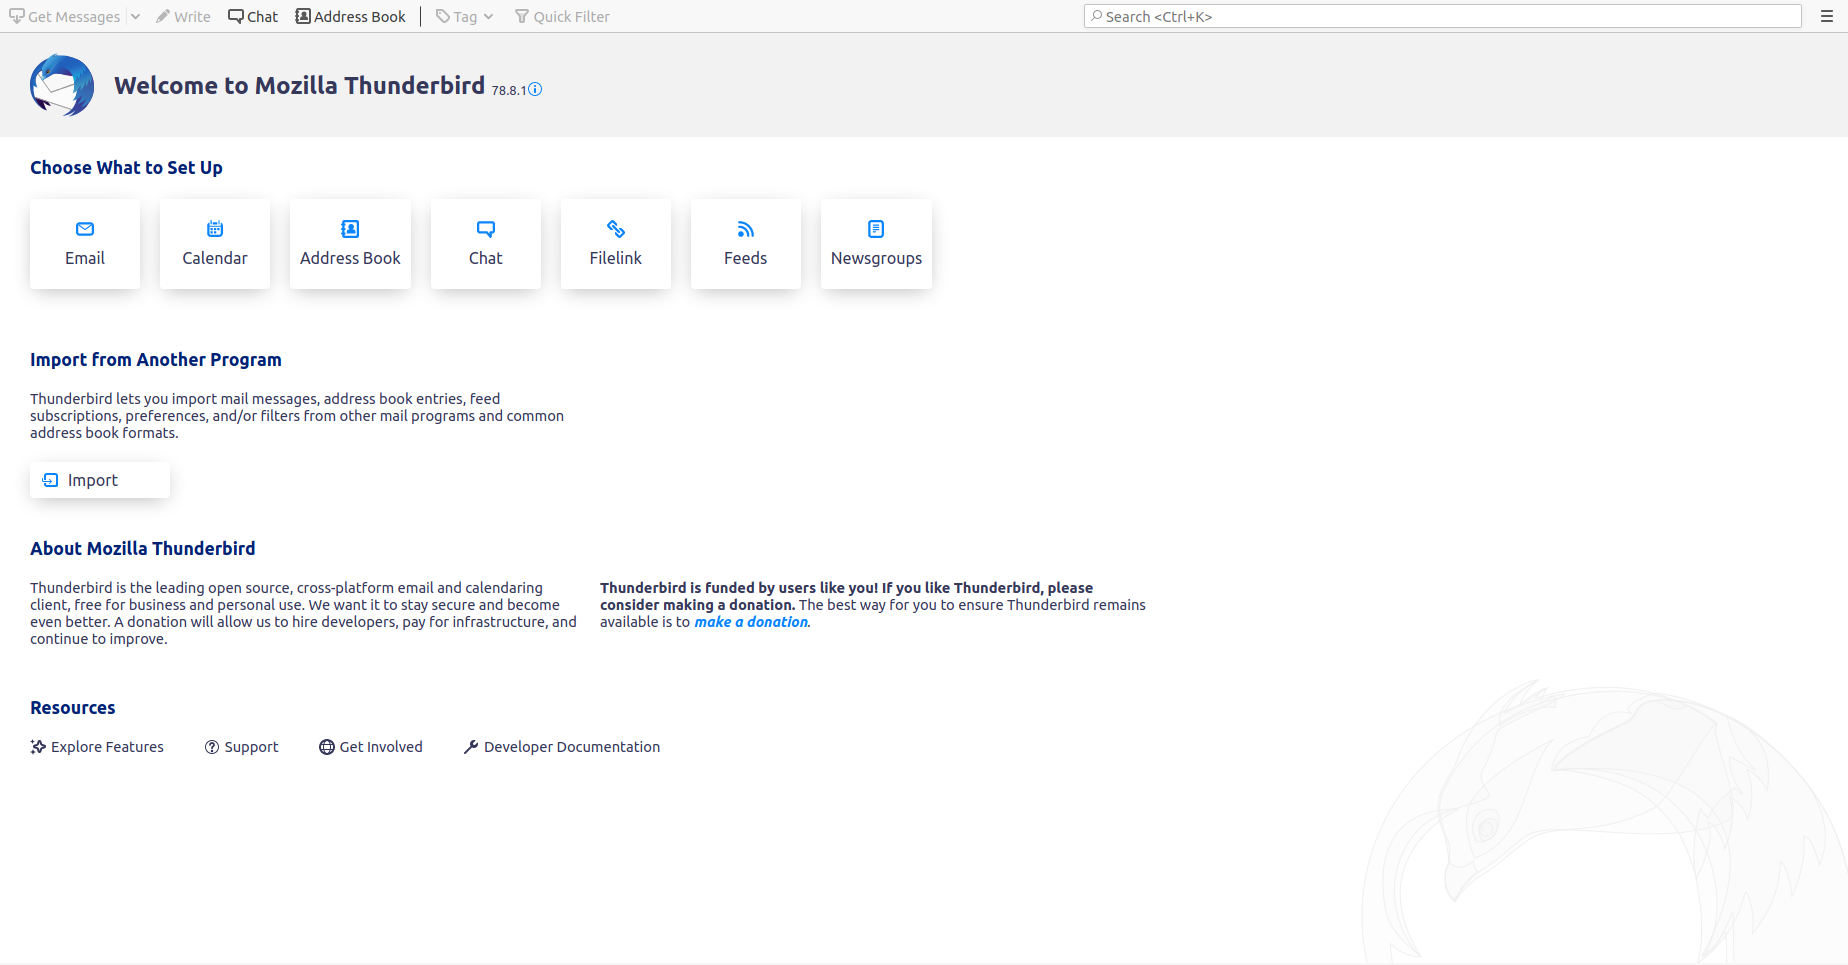 Get Messages Write Chat Address Book Tag Quick Filter Search <Ctrl+K>
Welcome to Mozilla Thunderbird 78.8.1
Choose What to Set Up
Email Calendar Address Book Chat Filelink Feeds Newsgroups
Import from Another Program
Thunderbird lets you import mail messages, address book entries, feed
subscriptions, preferences, and/or filters from other mail programs and common
address book formats.
Import
About Mozilla Thunderbird
Thunderbird is the leading open source, cross-platform email and calendaring
client, free for business and personal use. We want it to stay secure and become
even better. A donation will allow us to hire developers, pay for infrastructure, and
continue to improve.
Thunderbird is funded by users like you! If you like Thunderbird, please
consider making a donation. The best way for you to ensure Thunderbird remains
available is to make a donation.
Resources
Explore Features Support Get Involved Developer Documentation